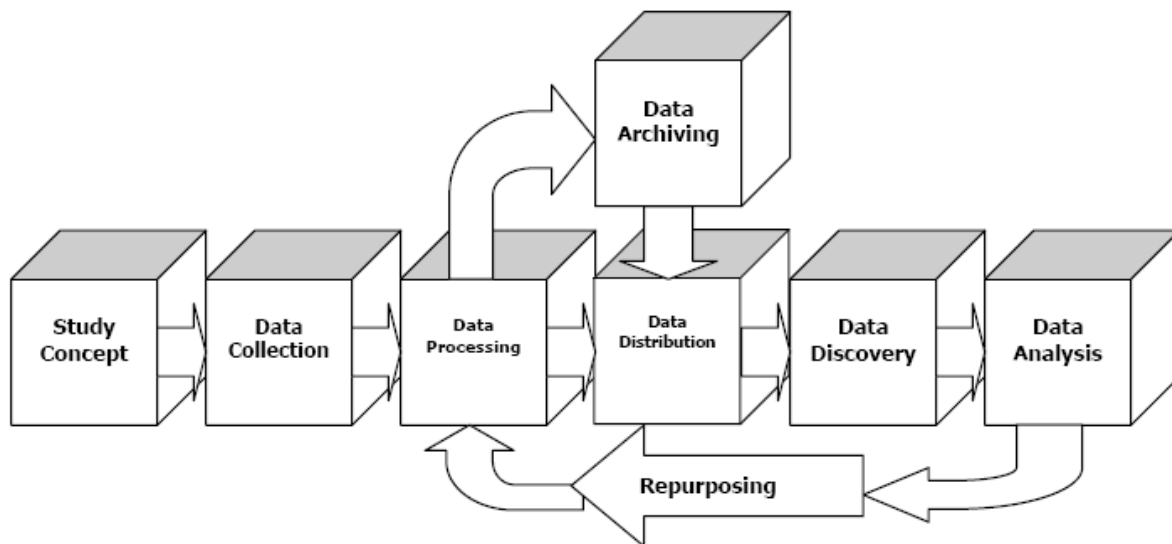 Data
Archiving
Study
Concept
Data
Collection
Data
Processing
Data
Distribution
Data
Discovery
Data
Analysis
Repurposing